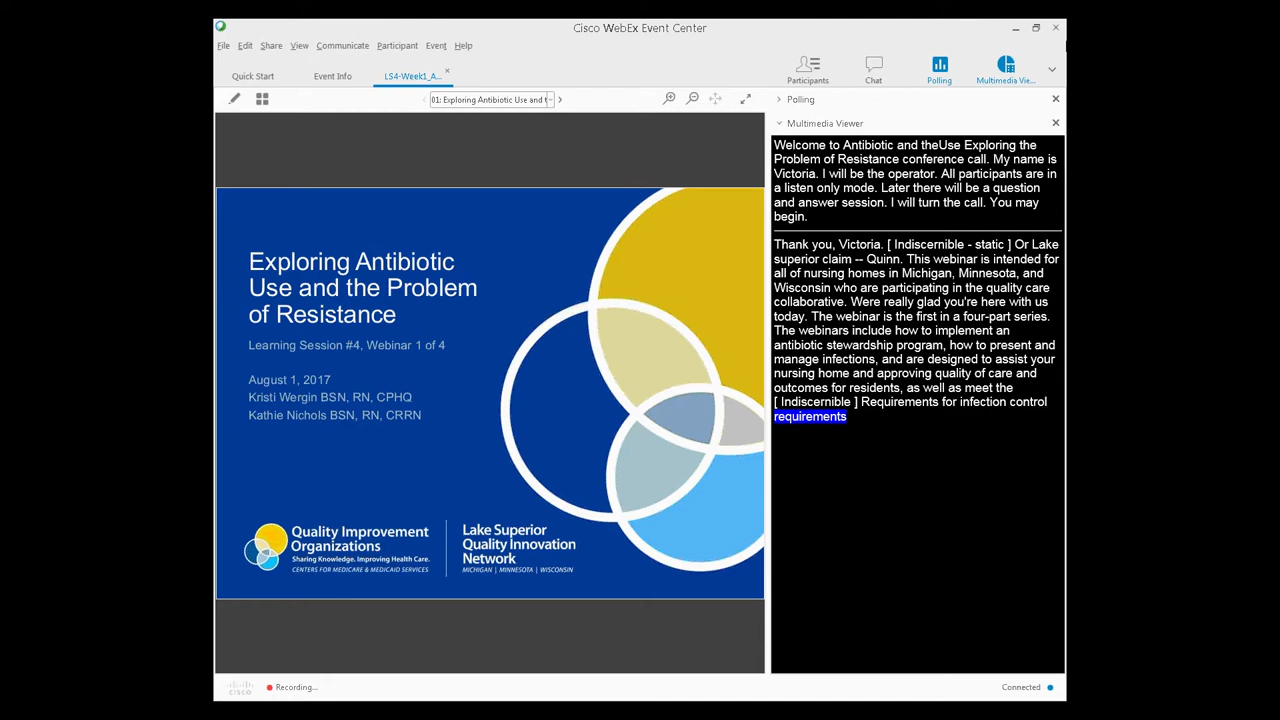 Cisco WebEx Event Center
File Edit Share View Communicate Participant Event Help
Quick Start Event Info LS4-Week1_A...
Participants Chat Polling Multimedia Vie...
01: Exploring Antibiotic Use and t
Polling
Multimedia Viewer
Exploring Antibiotic
Use and the Problem
of Resistance
Learning Session #4, Webinar 1 of 4
August 1, 2017
Kristi Wergin BSN, RN, CPHQ
Kathie Nichols BSN, RN, CRRN
Quality Improvement
Organizations
Sharing Knowledge. Improving Health Care.
CENTERS FOR MEDICARE & MEDICAID SERVICES
Lake Superior
Quality Innovation
Network
MICHIGAN | MINNESOTA | WISCONSIN
Welcome to Antibiotic and theUse Exploring the
Problem of Resistance conference call. My name is
Victoria. I will be the operator. All participants are in
a listen only mode. Later there will be a question
and answer session. I will turn the call. You may
begin.
Thank you, Victoria. [ Indiscernible - static ] Or Lake
superior claim -- Quinn. This webinar is intended for
all of nursing homes in Michigan, Minnesota, and
Wisconsin who are participating in the quality care
collaborative. Were really glad you're here with us
today. The webinar is the first in a four-part series.
The webinars include how to implement an
antibiotic stewardship program, how to present and
manage infections, and are designed to assist your
nursing home and approving quality of care and
outcomes for residents, as well as meet the
[ Indiscernible ] Requirements for infection control
requirements
cisco
Recording...
Connected